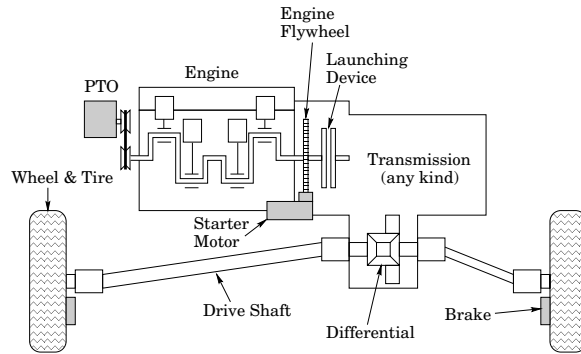 Engine
Flywheel
Launching
Device
Engine
PTO
Transmission
(any kind)
Wheel & Tire
Starter
Motor
Drive Shaft
Differential
Brake